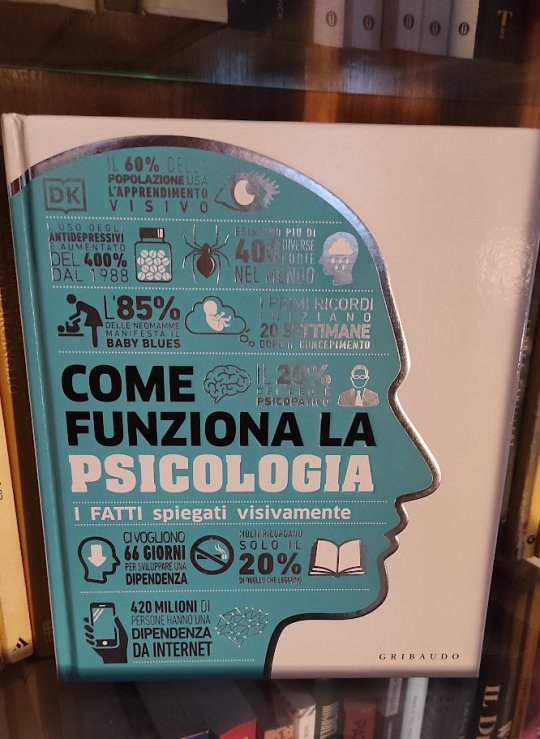 DK
IL 60% DELLA
POPOLAZIONE USA
L'APPRENDIMENTO
VISIVO
L'USO DEGLI
ANTIDEPRESSIVI
È AUMENTATO
DEL 400%
DAL 1988
ESISTONO PIÙ DI
400 DIVERSE
FOBIE
NEL MONDO
L'85%
DELLE NEOMAMME
MANIFESTA IL
BABY BLUES
I PRIMI RICORDI
INIZIANO
20 SETTIMANE
DOPO IL CONCEPIMENTO
COME
FUNZIONA LA
PSICOLOGIA
IL 20%
DEI CEO È
PSICOPATICO
I FATTI spiegati visivamente
CI VOGLIONO
66 GIORNI
PER SVILUPPARE UNA
DIPENDENZA
MOLTI RICORDANO
SOLO IL
20%
DI QUELLO CHE LEGGONO
420 MILIONI DI
PERSONE HANNO UNA
DIPENDENZA
DA INTERNET
GRIBAUDO